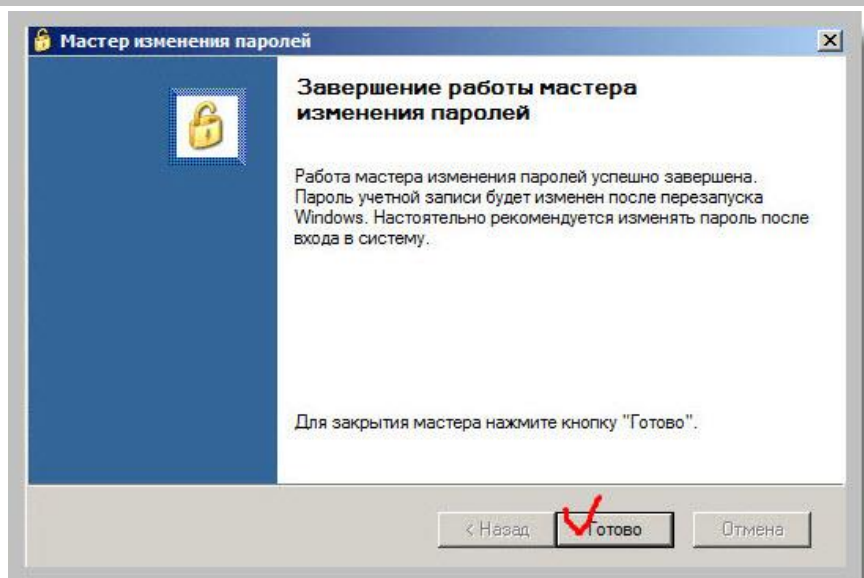 Мастер изменения паролей
Завершение работы мастера
изменения паролей
Работа мастера изменения паролей успешно завершена.
Пароль учетной записи будет изменен после перезапуска
Windows. Настоятельно рекомендуется изменять пароль после
входа в систему.
Для закрытия мастера нажмите кнопку "Готово".
< Назад Готово Отмена